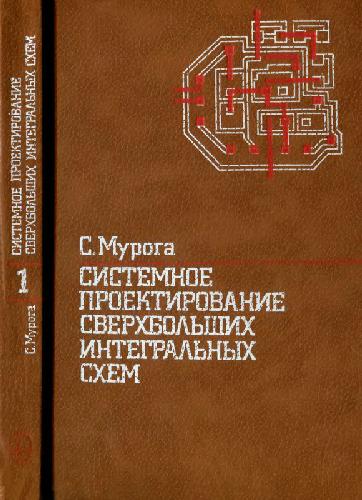 СИСТЕМНОЕ ПРОЕКТИРОВАНИЕ
СВЕРХБОЛЬШИХ ИНТЕГРАЛЬНЫХ СХЕМ
1
С.Мурога
С.Мурога
СИСТЕМНОЕ
ПРОЕКТИРОВАНИЕ
СВЕРХБОЛЬШИХ
ИНТЕГРАЛЬНЫХ
СХЕМ